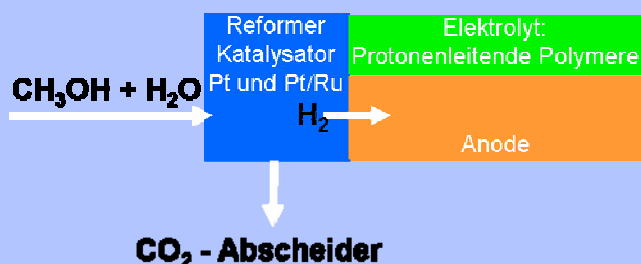 Reformer
Katalysator
Pt und Pt/Ru
Elektrolyt:
Protonenleitende Polymere
CH₃OH + H₂O
H₂
Anode
CO₂ - Abscheider